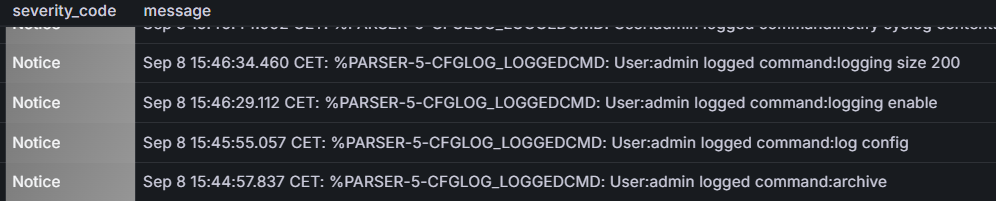 severity_code message
Notice Sep 8 15:46:34.460 CET: %PARSER-5-CFGLOG_LOGGEDCMD: User:admin logged command:logging size 200
Notice Sep 8 15:46:29.112 CET: %PARSER-5-CFGLOG_LOGGEDCMD: User:admin logged command:logging enable
Notice Sep 8 15:45:55.057 CET: %PARSER-5-CFGLOG_LOGGEDCMD: User:admin logged command:log config
Notice Sep 8 15:44:57.837 CET: %PARSER-5-CFGLOG_LOGGEDCMD: User:admin logged command:archive